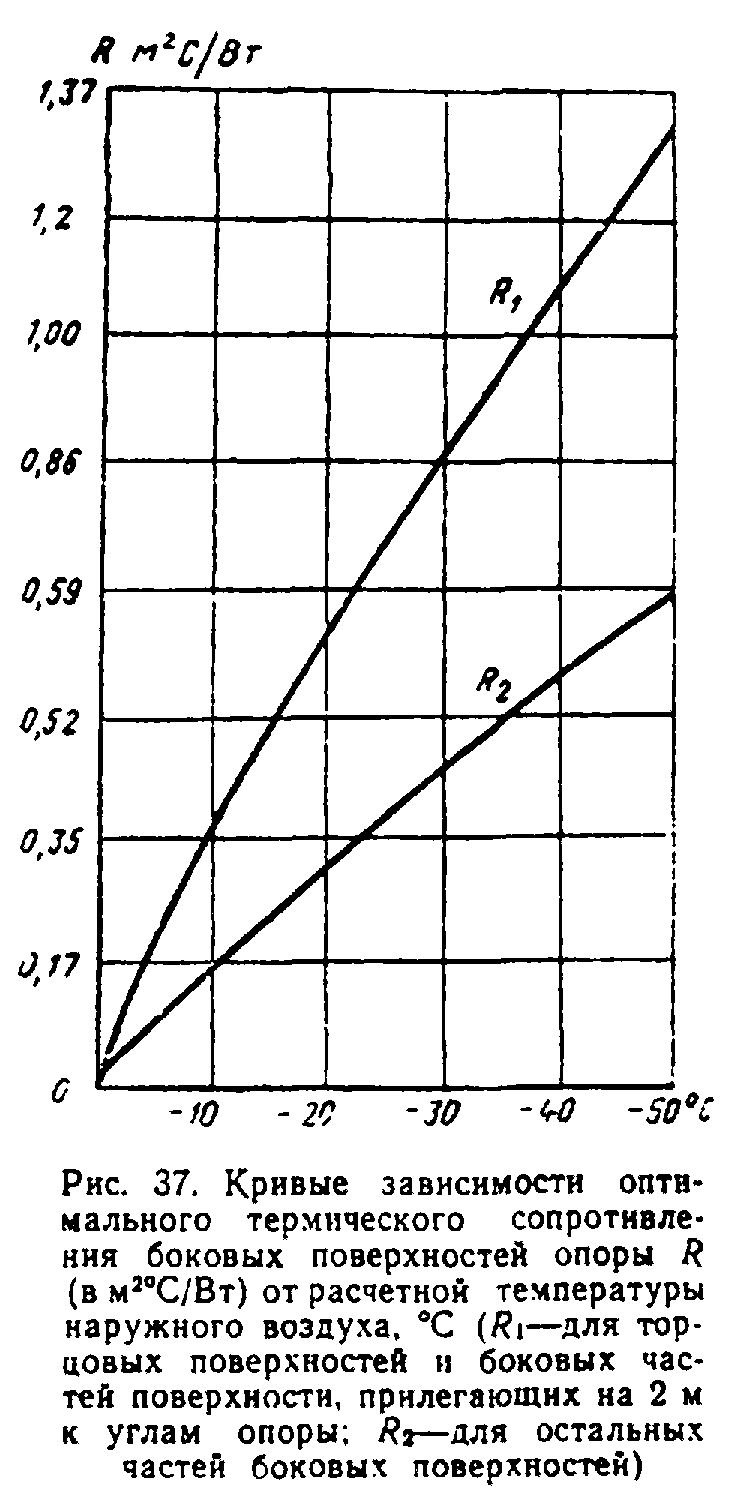 R м²С/Вт
1,37
1,2
1,00
0,86
0,59
0,52
0,35
0,17
0
-10 -20 -30 -40 -50°С
R₁
R₂
Рис. 37. Кривые зависимости опти-
мального термического сопротивле-
ния боковых поверхностей опоры R
(в м²°С/Вт) от расчетной температуры
наружного воздуха, °С (R₁—для тор-
цовых поверхностей и боковых час-
тей поверхности, прилегающих на 2 м
к углам опоры; R₂—для остальных
частей боковых поверхностей)